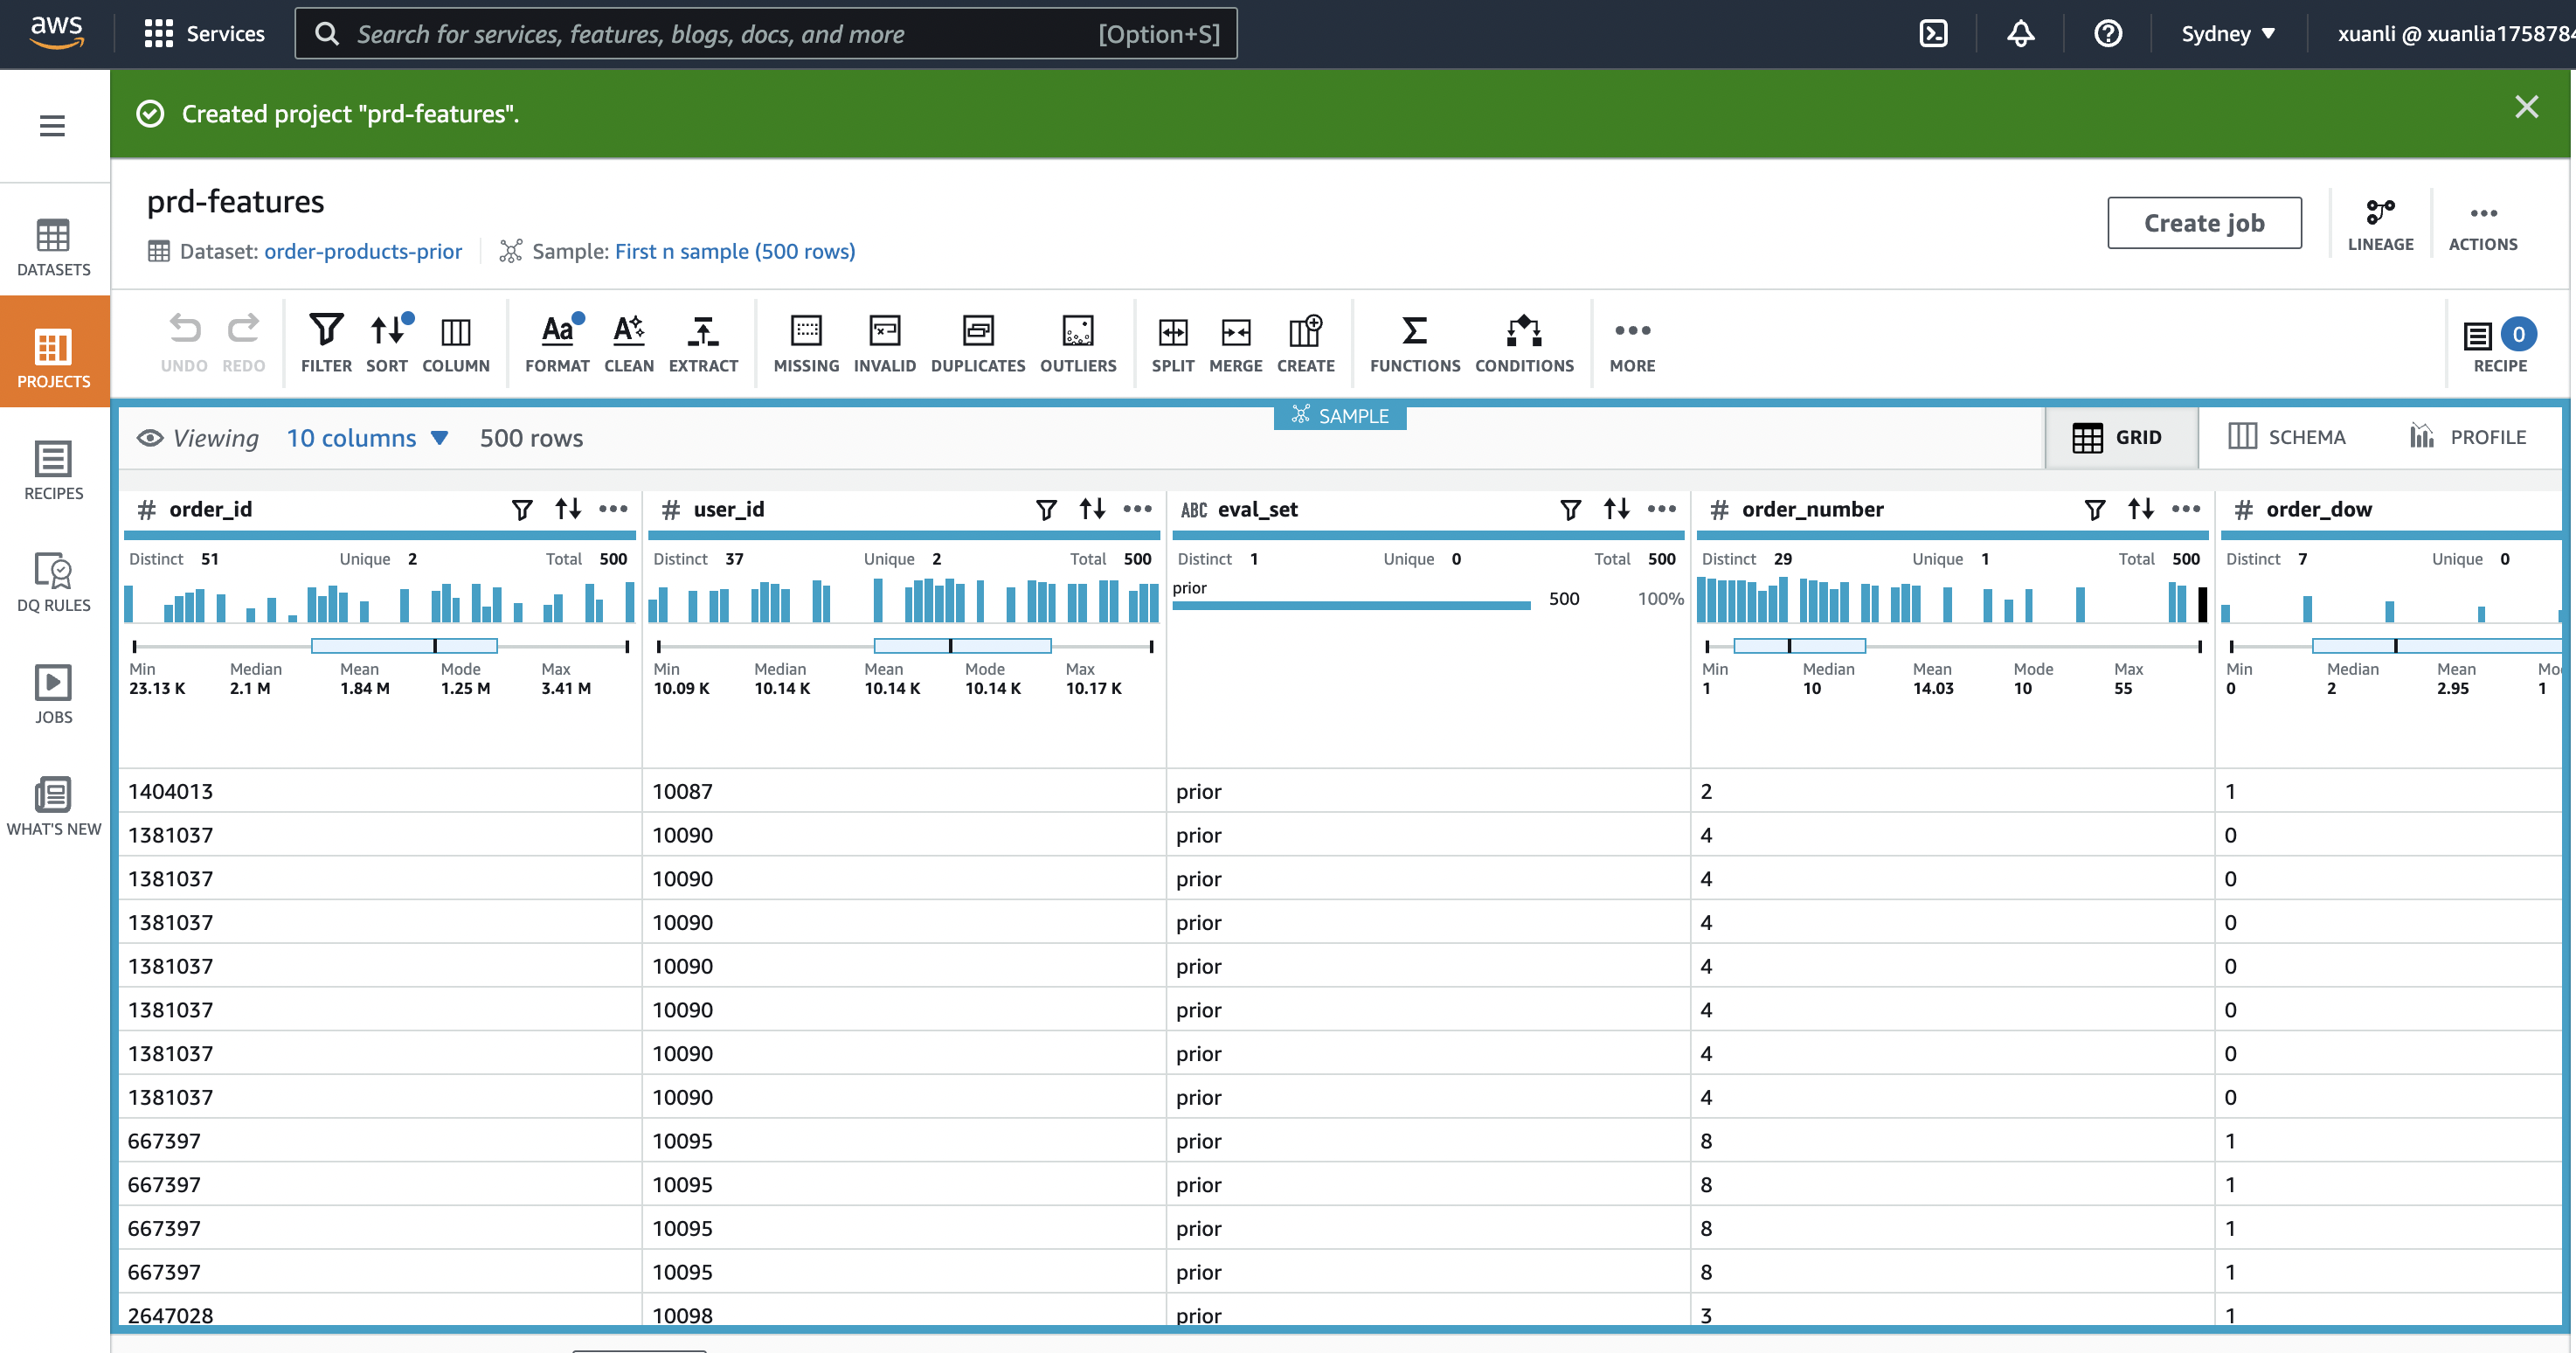 aws Services Search for services, features, blogs, docs, and more [Option+S] Sydney ▼ xuanli @ xuanlia1758784
Created project "prd-features".
prd-features
Dataset: order-products-prior Sample: First n sample (500 rows)
Create job LINEAGE ACTIONS
DATASETS
PROJECTS
RECIPES
DQ RULES
JOBS
WHAT'S NEW
UNDO REDO FILTER SORT COLUMN FORMAT CLEAN EXTRACT MISSING INVALID DUPLICATES OUTLIERS SPLIT MERGE CREATE FUNCTIONS CONDITIONS MORE 0 RECIPE
SAMPLE
Viewing 10 columns ▼ 500 rows GRID SCHEMA PROFILE
# order_id # user_id ABC eval_set # order_number # order_dow
Distinct 51 Unique 2 Total 500 Distinct 37 Unique 2 Total 500 Distinct 1 Unique 0 Total 500 Distinct 29 Unique 1 Total 500 Distinct 7 Unique 0
prior 500 100%
Min Median Mean Mode Max Min Median Mean Mode Max Min Median Mean Mode Max Min Median Mean Mo
23.13 K 2.1 M 1.84 M 1.25 M 3.41 M 10.09 K 10.14 K 10.14 K 10.14 K 10.17 K 1 10 14.03 10 55 0 2 2.95 1
1404013 10087 prior 2 1
1381037 10090 prior 4 0
1381037 10090 prior 4 0
1381037 10090 prior 4 0
1381037 10090 prior 4 0
1381037 10090 prior 4 0
1381037 10090 prior 4 0
1381037 10090 prior 4 0
667397 10095 prior 8 1
667397 10095 prior 8 1
667397 10095 prior 8 1
667397 10095 prior 8 1
2647028 10098 prior 3 1